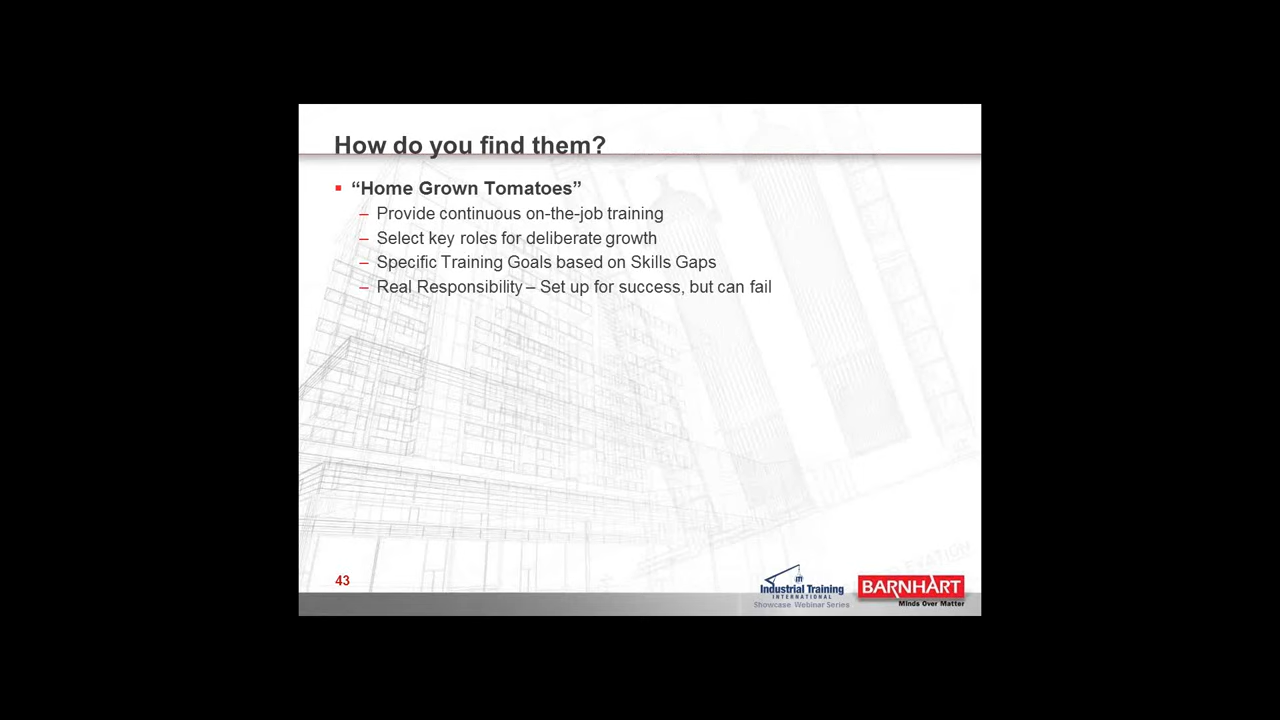 How do you find them?
▪ “Home Grown Tomatoes”
– Provide continuous on-the-job training
– Select key roles for deliberate growth
– Specific Training Goals based on Skills Gaps
– Real Responsibility – Set up for success, but can fail
43
Industrial Training
INTERNATIONAL
Showcase Webinar Series
BARNHART
Minds Over Matter